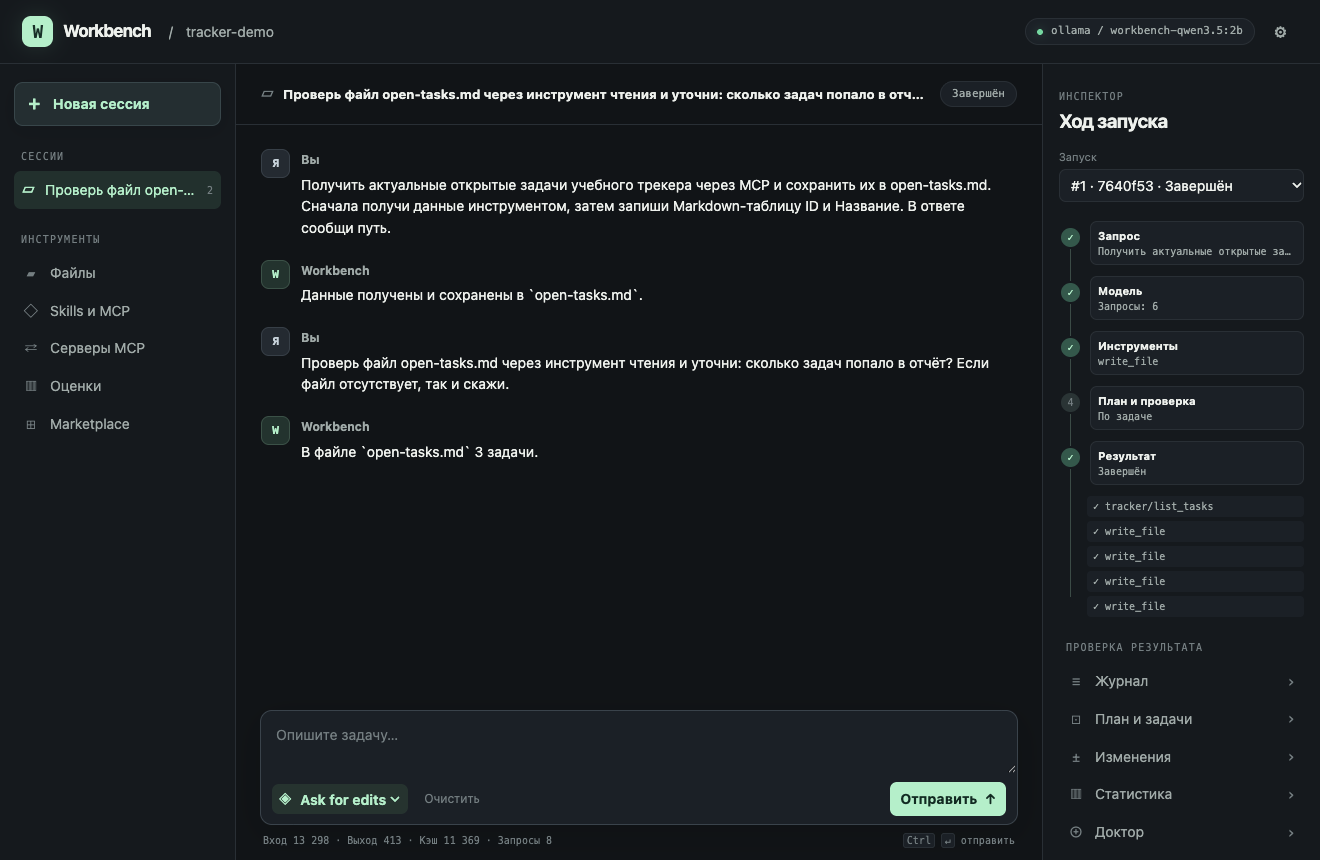 W Workbench / tracker-demo
ollama / workbench-qwen3.5:2b
+ Новая сессия
СЕССИИ
Проверь файл open-... 2
ИНСТРУМЕНТЫ
Файлы
Skills и MCP
Серверы MCP
Оценки
Marketplace
Проверь файл open-tasks.md через инструмент чтения и уточни: сколько задач попало в отч...
Завершён
Я Вы
Получить актуальные открытые задачи учебного трекера через MCP и сохранить их в open-tasks.md.
Сначала получи данные инструментом, затем запиши Markdown-таблицу ID и Название. В ответе
сообщи путь.
W Workbench
Данные получены и сохранены в `open-tasks.md`.
Я Вы
Проверь файл open-tasks.md через инструмент чтения и уточни: сколько задач попало в отчёт? Если
файл отсутствует, так и скажи.
W Workbench
В файле `open-tasks.md` 3 задачи.
Опишите задачу...
Ask for edits
Очистить
Отправить ↑
Вход 13 298 · Выход 413 · Кэш 11 369 · Запросы 8
Ctrl ↵ отправить
ИНСПЕКТОР
Ход запуска
Запуск
#1 · 7640f53 · Завершён
✓ Запрос
Получить актуальные открытые за…
✓ Модель
Запросы: 6
✓ Инструменты
write_file
4 План и проверка
По задаче
✓ Результат
Завершён
✓ tracker/list_tasks
✓ write_file
✓ write_file
✓ write_file
✓ write_file
ПРОВЕРКА РЕЗУЛЬТАТА
Журнал
План и задачи
Изменения
Статистика
Доктор